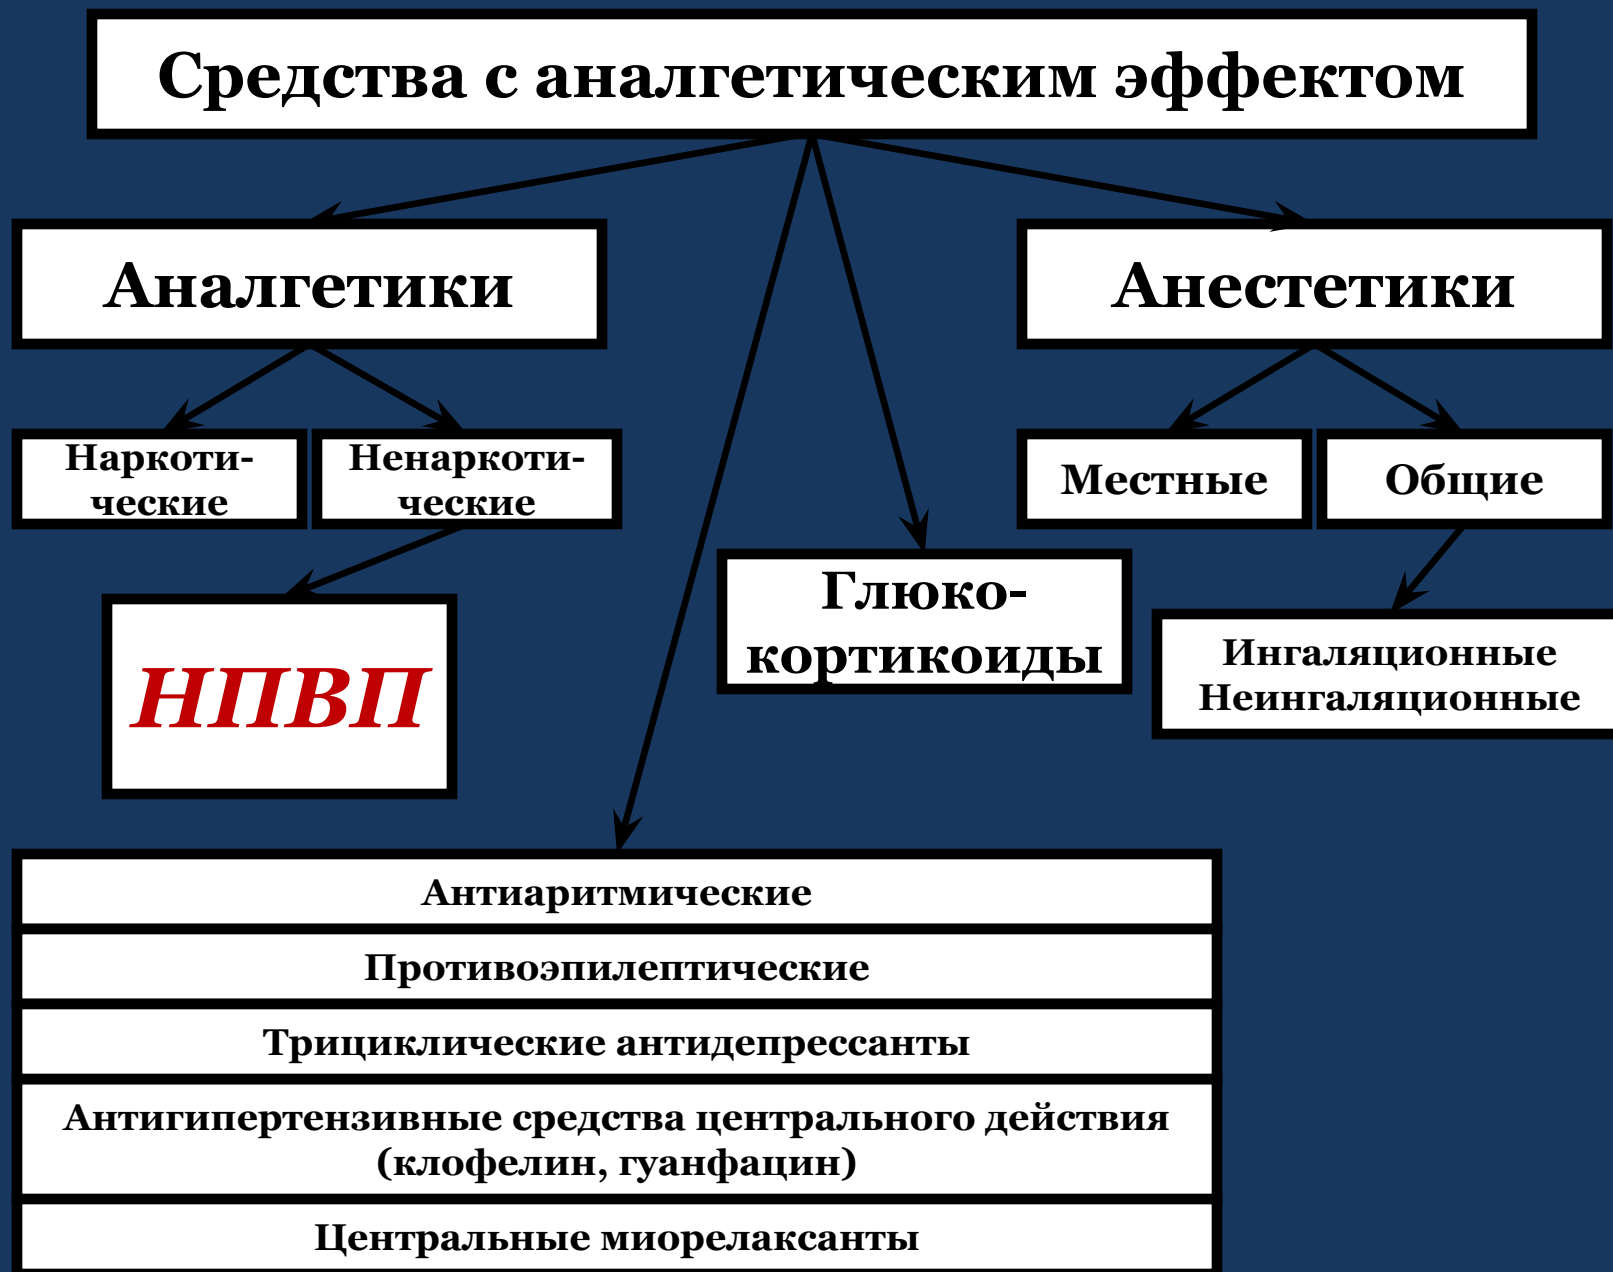 Средства с аналгетическим эффектом
Аналгетики
Анестетики
Наркоти-
ческие
Ненаркоти-
ческие
Местные
Общие
НПВП
Глюко-
кортикоиды
Ингаляционные
Неингаляционные
Антиаритмические
Противоэпилептические
Трициклические антидепрессанты
Антигипертензивные средства центрального действия
(клофелин, гуанфацин)
Центральные миорелаксанты